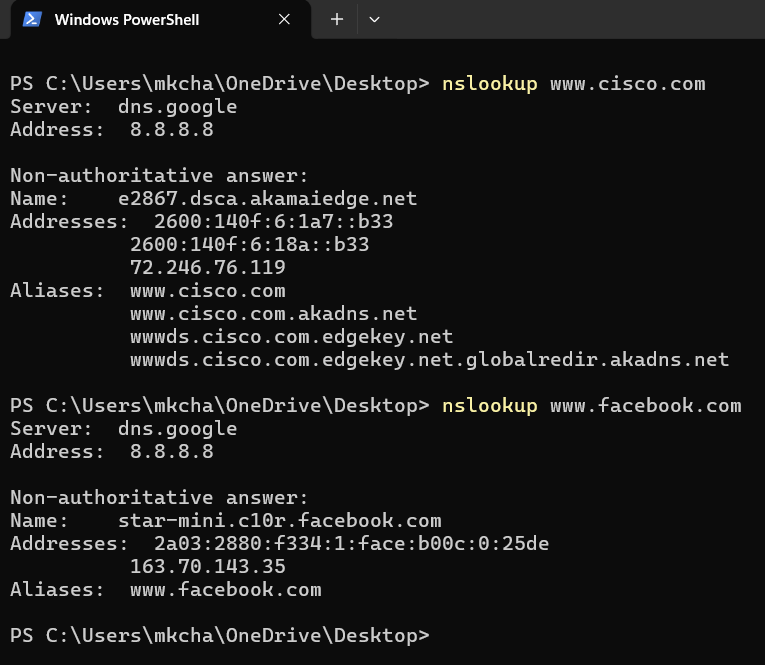 Windows PowerShell
PS C:\Users\mkcha\OneDrive\Desktop> nslookup www.cisco.com
Server:  dns.google
Address:  8.8.8.8
Non-authoritative answer:
Name:    e2867.dsca.akamaiedge.net
Addresses:  2600:140f:6:1a7::b33
2600:140f:6:18a::b33
72.246.76.119
Aliases:  www.cisco.com
www.cisco.com.akadns.net
wwwds.cisco.com.edgekey.net
wwwds.cisco.com.edgekey.net.globalredir.akadns.net
PS C:\Users\mkcha\OneDrive\Desktop> nslookup www.facebook.com
Server:  dns.google
Address:  8.8.8.8
Non-authoritative answer:
Name:    star-mini.c10r.facebook.com
Addresses:  2a03:2880:f334:1:face:b00c:0:25de
163.70.143.35
Aliases:  www.facebook.com
PS C:\Users\mkcha\OneDrive\Desktop>